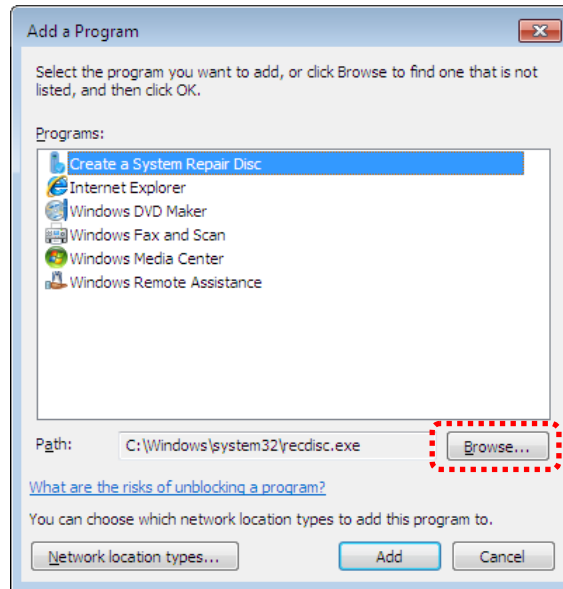 Add a Program
Select the program you want to add, or click Browse to find one that is not
listed, and then click OK.
Programs:
Create a System Repair Disc
Internet Explorer
Windows DVD Maker
Windows Fax and Scan
Windows Media Center
Windows Remote Assistance
Path: C:\Windows\system32\recdisc.exe Browse...
What are the risks of unblocking a program?
You can choose which network location types to add this program to.
Network location types... Add Cancel